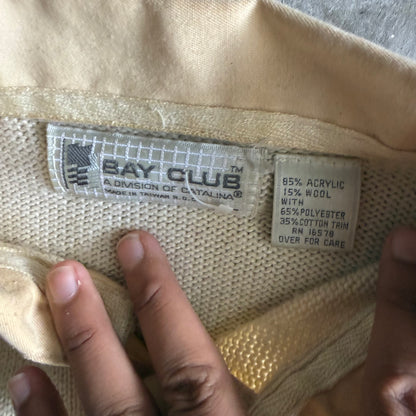 BAY CLUB™
A DIVISION OF CATALINA®
MADE IN TAIWAN R.O.C.
85% ACRYLIC
15% WOOL
WITH
65% POLYESTER
35% COTTON TRIM
RN 16578
OVER FOR CARE